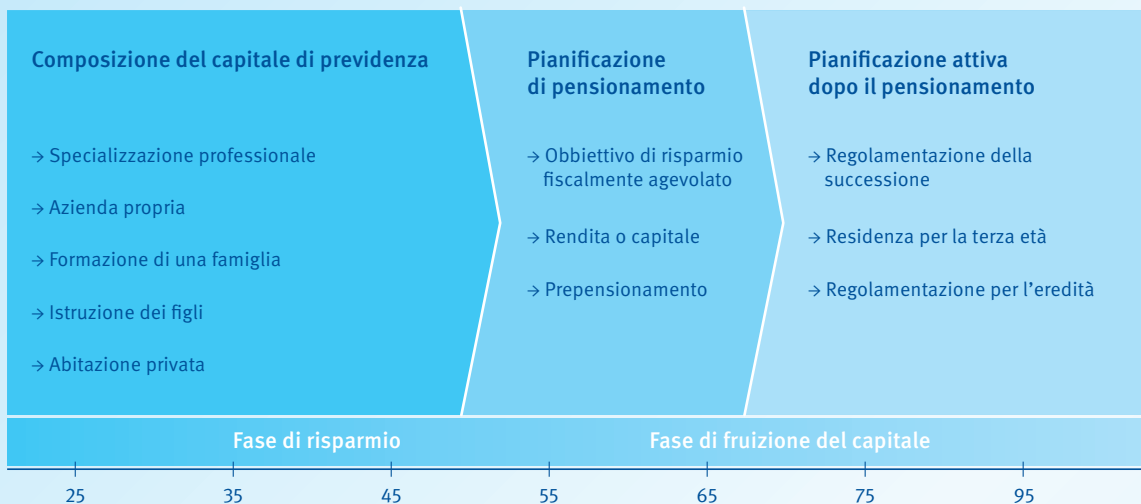 Composizione del capitale di previdenza
→ Specializzazione professionale
→ Azienda propria
→ Formazione di una famiglia
→ Istruzione dei figli
→ Abitazione privata
Pianificazione
di pensionamento
→ Obbiettivo di risparmio
fiscalmente agevolato
→ Rendita o capitale
→ Prepensionamento
Pianificazione attiva
dopo il pensionamento
→ Regolamentazione della
successione
→ Residenza per la terza età
→ Regolamentazione per l'eredità
Fase di risparmio
Fase di fruizione del capitale
25 35 45 55 65 75 95